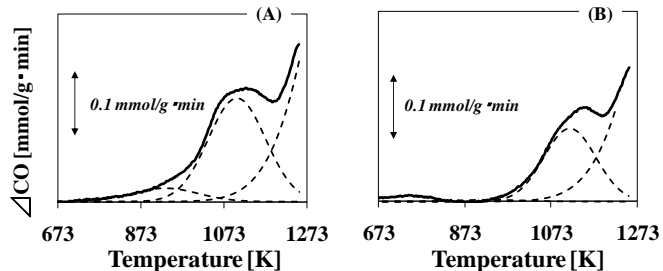 (A)
(B)
0.1 mmol/g・min
0.1 mmol/g・min
⊿CO [mmol/g・min]
673 873 1073 1273
673 873 1073 1273
Temperature [K]
Temperature [K]